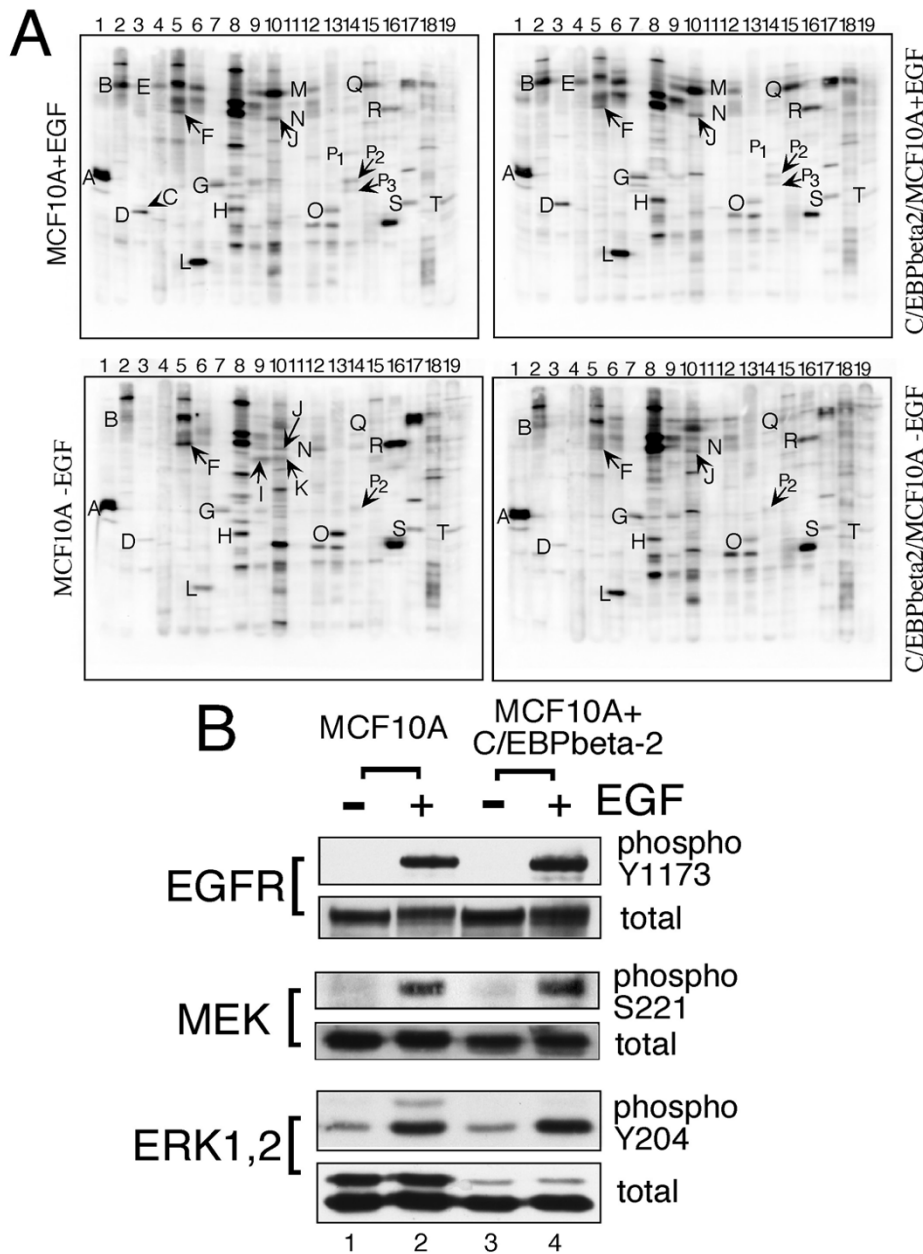 A
1 2 3 4 5 6 7 8 9 10 11 12 13 14 15 16 17 18 19
MCF10A+EGF
B E M Q
R
F N
J
P1 P2
A G P3
C
D H O S T
L
1 2 3 4 5 6 7 8 9 10 11 12 13 14 15 16 17 18 19
C/EBPbeta2/MCF10A+EGF
B E M Q
R
F N
J
P1 P2
A G P3
D H O S T
L
1 2 3 4 5 6 7 8 9 10 11 12 13 14 15 16 17 18 19
MCF10A -EGF
B J Q
N R
F
I K
P2
A G
D H O S T
L
1 2 3 4 5 6 7 8 9 10 11 12 13 14 15 16 17 18 19
C/EBPbeta2/MCF10A - EGF
B Q
N R
F J
P2
A G
D H O S T
L
B
MCF10A
MCF10A+
C/EBPbeta-2
- + - + EGF
EGFR
phospho
Y1173
total
MEK
phospho
S221
total
ERK1,2
phospho
Y204
total
1 2 3 4